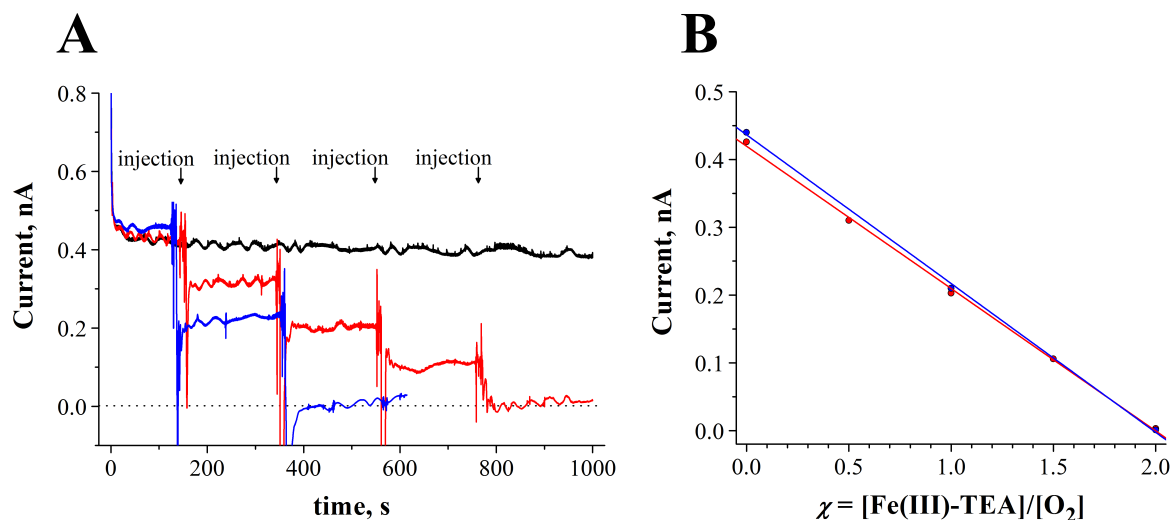 A
B
Current, nA
0.8
0.6
0.4
0.2
0.0
injection
injection
injection
injection
0
200
400
600
800
1000
time, s
Current, nA
0.5
0.4
0.3
0.2
0.1
0.0
0.0
0.5
1.0
1.5
2.0
χ = [Fe(III)-TEA]/[O₂]